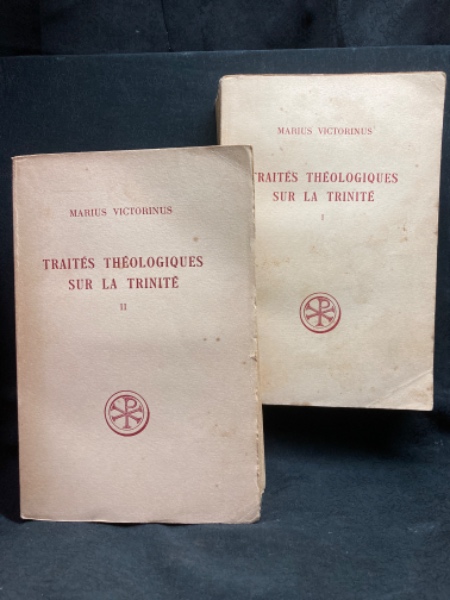 MARIUS VICTORINUS
TRAITÉS THÉOLOGIQUES
SUR LA TRINITÉ
II
MARIUS VICTORINUS
TRAITÉS THÉOLOGIQUES
SUR LA TRINITÉ
I